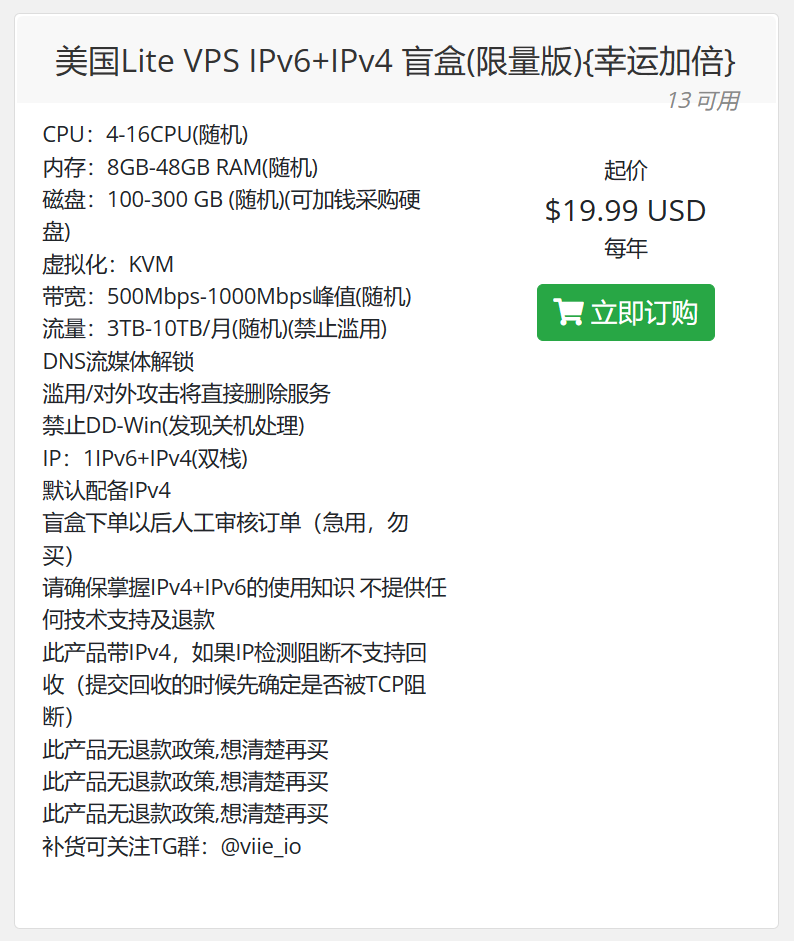 美国Lite VPS IPv6+IPv4 盲盒(限量版){幸运加倍}
13 可用
CPU：4-16CPU(随机)
内存：8GB-48GB RAM(随机)
磁盘：100-300 GB (随机)(可加钱采购硬
盘)
虚拟化：KVM
带宽：500Mbps-1000Mbps峰值(随机)
流量：3TB-10TB/月(随机)(禁止滥用)
DNS流媒体解锁
滥用/对外攻击将直接删除服务
禁止DD-Win(发现关机处理)
IP：1IPv6+IPv4(双栈)
默认配备IPv4
盲盒下单以后人工审核订单（急用，勿
买）
请确保掌握IPv4+IPv6的使用知识 不提供任
何技术支持及退款
此产品带IPv4，如果IP检测阻断不支持回
收（提交回收的时候先确定是否被TCP阻
断）
此产品无退款政策,想清楚再买
此产品无退款政策,想清楚再买
此产品无退款政策,想清楚再买
补货可关注TG群：@viie_io
起价
$19.99 USD
每年
立即订购